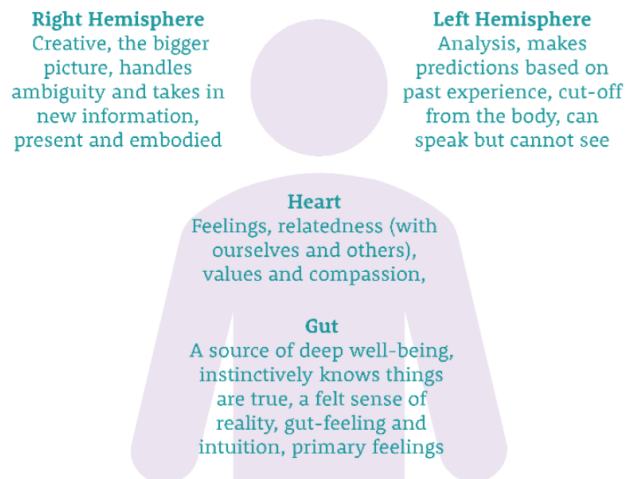 Right Hemisphere
Creative, the bigger
picture, handles
ambiguity and takes in
new information,
present and embodied
Left Hemisphere
Analysis, makes
predictions based on
past experience, cut-off
from the body, can
speak but cannot see
Heart
Feelings, relatedness (with
ourselves and others),
values and compassion,
Gut
A source of deep well-being,
instinctively knows things
are true, a felt sense of
reality, gut-feeling and
intuition, primary feelings